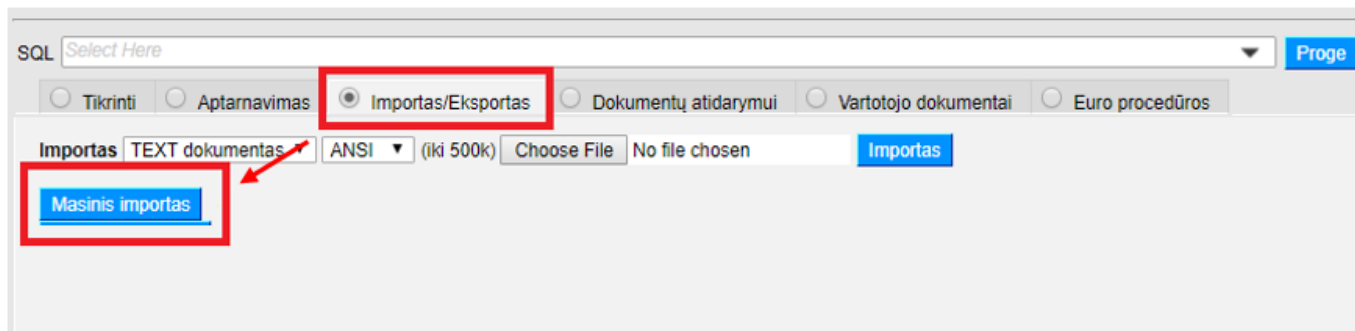 SQL Select Here Proge
Tikrinti Aptarnavimas Importas/Eksportas Dokumentų atidarymui Vartotojo dokumentai Euro procedūros
Importas TEXT dokumentas ANSI (iki 500k) Choose File No file chosen Importas
Masinis importas